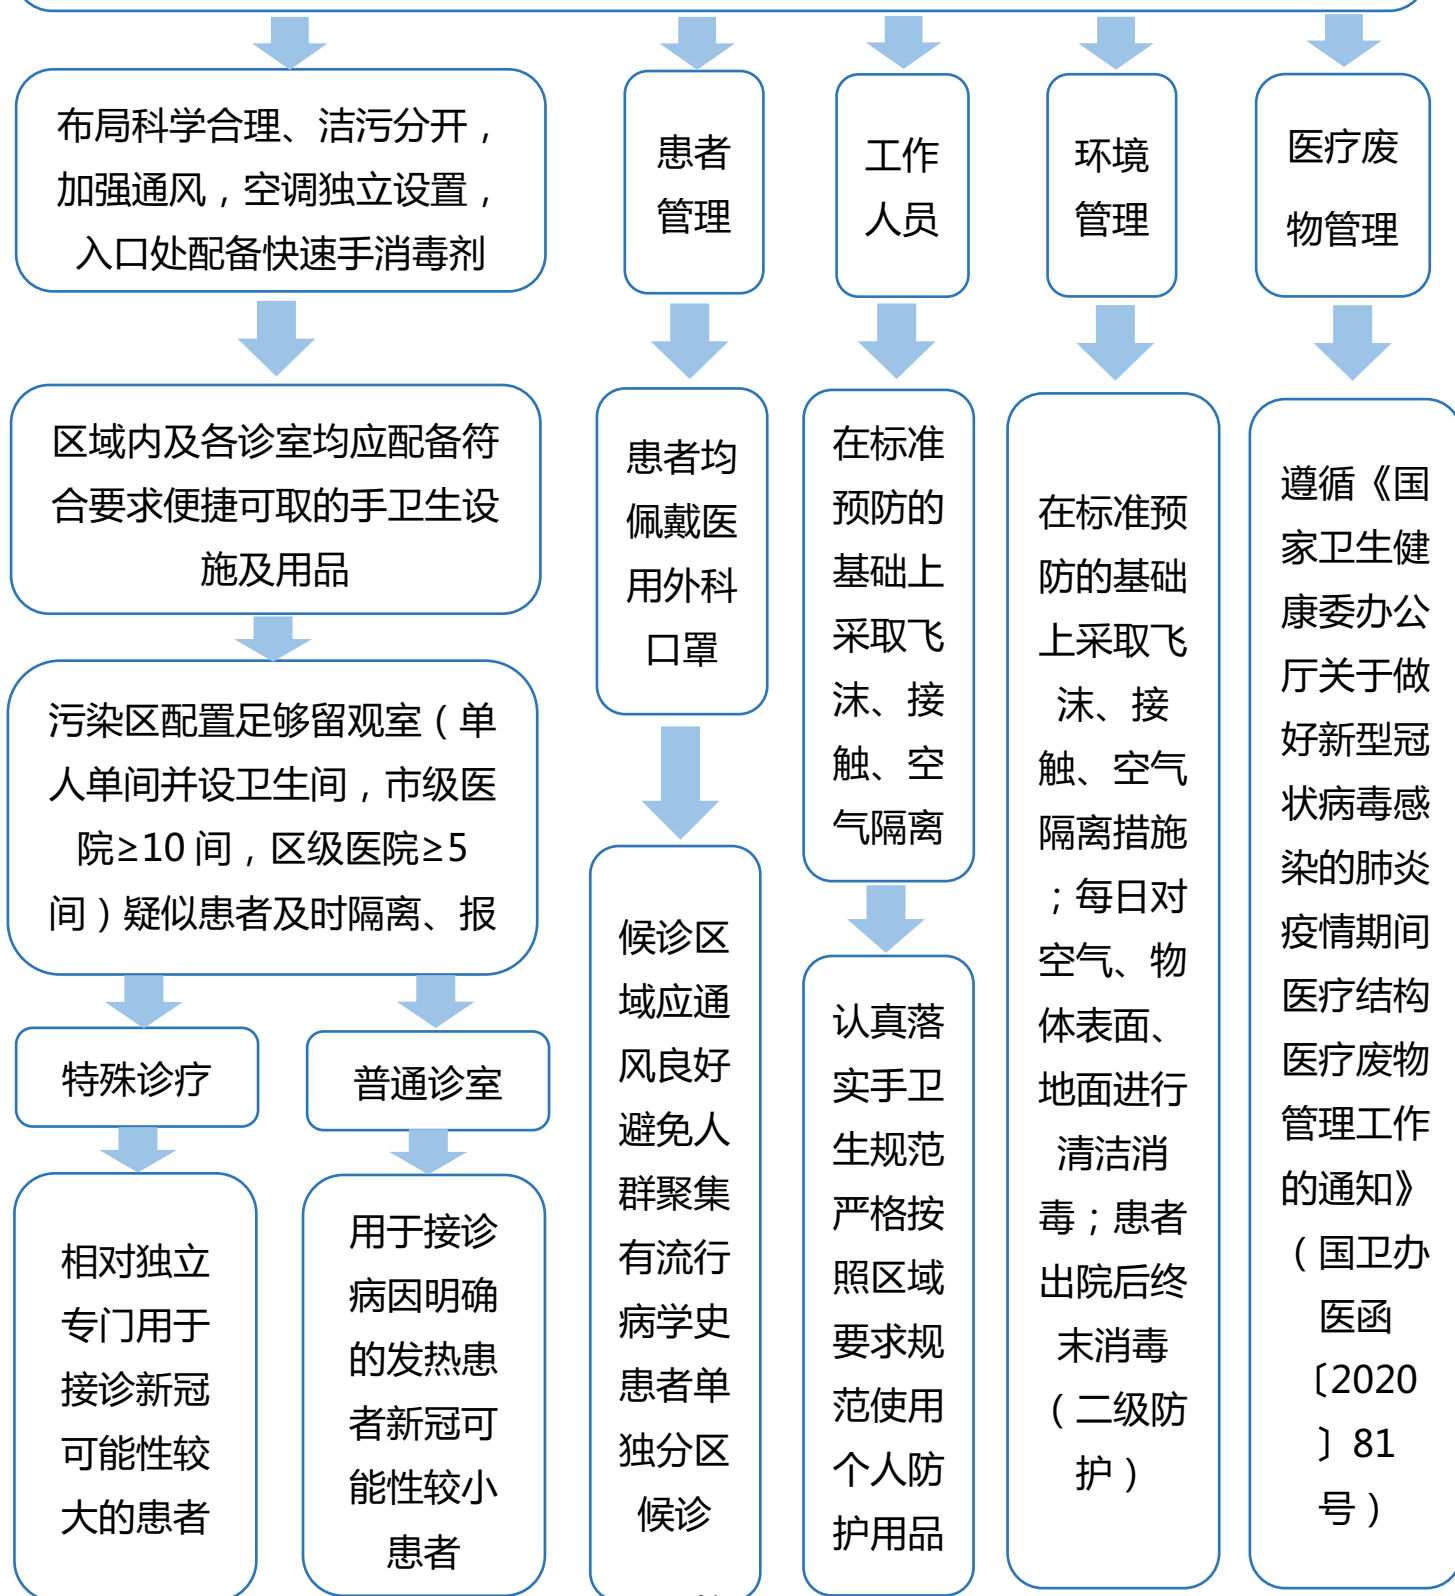 布局科学合理、洁污分开，
加强通风，空调独立设置，
入口处配备快速手消毒剂
区域内及各诊室均应配备符
合要求便捷可取的手卫生设
施及用品
污染区配置足够留观室（单
人单间并设卫生间，市级医
院≥10 间，区级医院≥5
间）疑似患者及时隔离、报
特殊诊疗
相对独立
专门用于
接诊新冠
可能性较
大的患者
普通诊室
用于接诊
病因明确
的发热患
者新冠可
能性较小
患者
患者
管理
患者均
佩戴医
用外科
口罩
候诊区
域应通
风良好
避免人
群聚集
有流行
病学史
患者单
独分区
候诊
工作
人员
在标准
预防的
基础上
采取飞
沫、接
触、空
气隔离
认真落
实手卫
生规范
严格按
照区域
要求规
范使用
个人防
护用品
环境
管理
在标准预
防的基础
上采取飞
沫、接
触、空气
隔离措施
；每日对
空气、物
体表面、
地面进行
清洁消
毒；患者
出院后终
末消毒
（二级防
护）
医疗废
物管理
遵循《国
家卫生健
康委办公
厅关于做
好新型冠
状病毒感
染的肺炎
疫情期间
医疗结构
医疗废物
管理工作
的通知》
（国卫办
医函
〔2020
〕81
号）